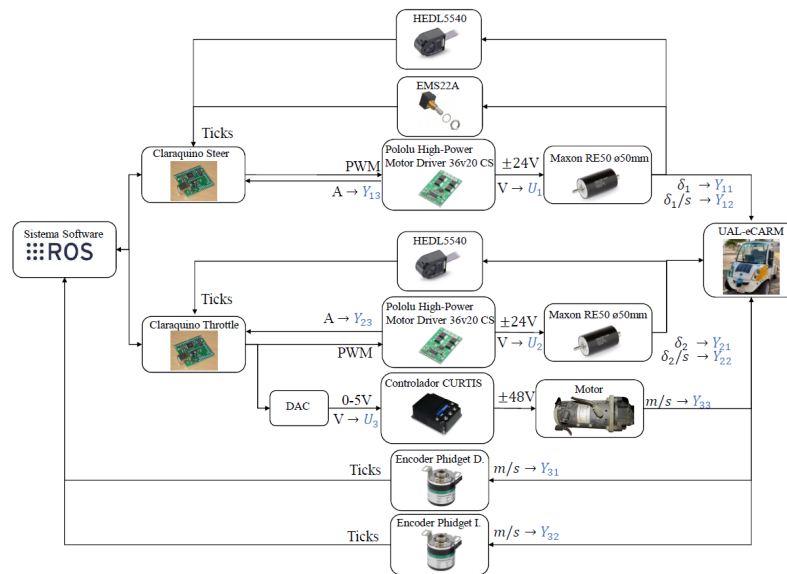 HEDL5540
EMS22A
Ticks
Claraquino Steer
PWM
A → Y₁₃
Pololu High-Power
Motor Driver 36v20 CS
±24V
V → U₁
Maxon RE50 ø50mm
δ₁ → Y₁₁
δ₁/s → Y₁₂
UAL-eCARM
Sistema Software
ROS
HEDL5540
Ticks
Claraquino Throttle
A → Y₂₃
PWM
Pololu High-Power
Motor Driver 36v20 CS
±24V
V → U₂
Maxon RE50 ø50mm
δ₂ → Y₂₁
δ₂/s → Y₂₂
DAC
0-5V
V → U₃
Controlador CURTIS
±48V
Motor
m/s → Y₃₃
Ticks
Encoder Phidget D.
m/s → Y₃₁
Ticks
Encoder Phidget I.
m/s → Y₃₂